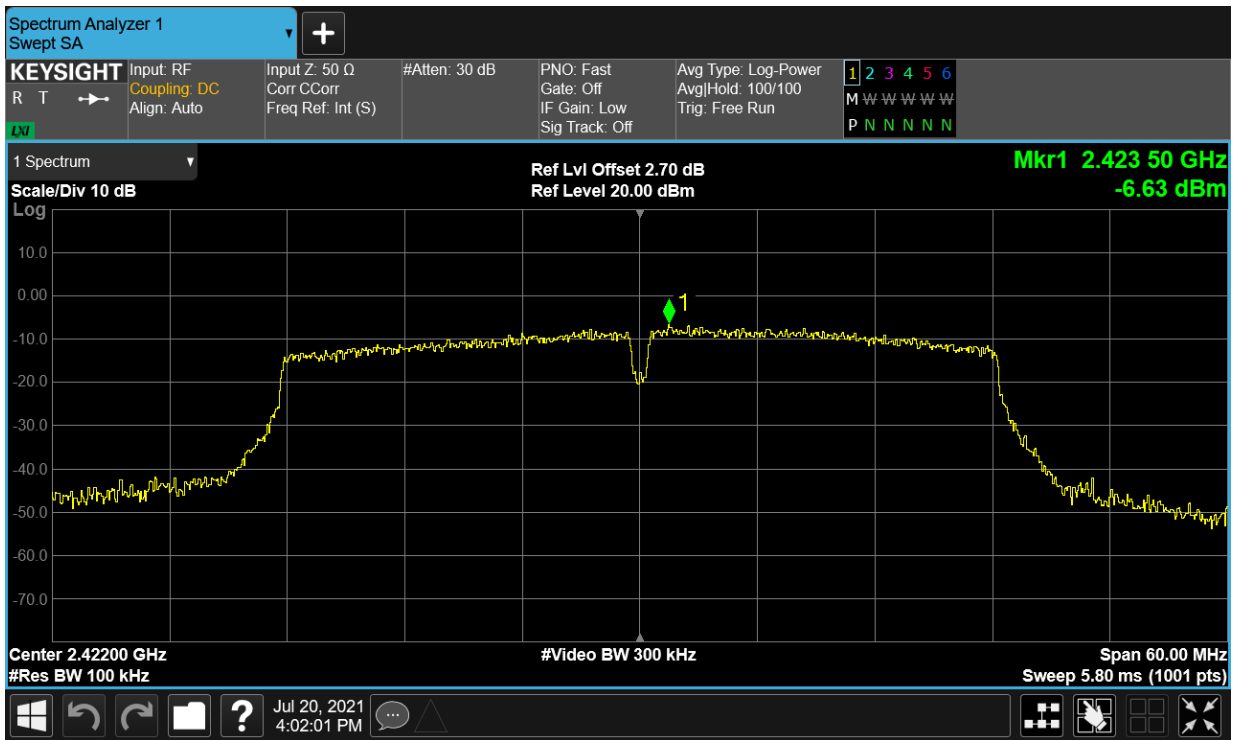 Spectrum Analyzer 1
Swept SA
KEYSIGHT
R T
LXI
Input: RF
Coupling: DC
Align: Auto
Input Z: 50 Ω
Corr CCorr
Freq Ref: Int (S)
#Atten: 30 dB
PNO: Fast
Gate: Off
IF Gain: Low
Sig Track: Off
Avg Type: Log-Power
Avg|Hold: 100/100
Trig: Free Run
1 2 3 4 5 6
M W W W W W
P N N N N N
1 Spectrum
Scale/Div 10 dB
Log
Ref Lvl Offset 2.70 dB
Ref Level 20.00 dBm
Mkr1 2.423 50 GHz
-6.63 dBm
10.0
0.00
1
-10.0
-20.0
-30.0
-40.0
-50.0
-60.0
-70.0
Center 2.42200 GHz
#Res BW 100 kHz
#Video BW 300 kHz
Span 60.00 MHz
Sweep 5.80 ms (1001 pts)
?
Jul 20, 2021
4:02:01 PM